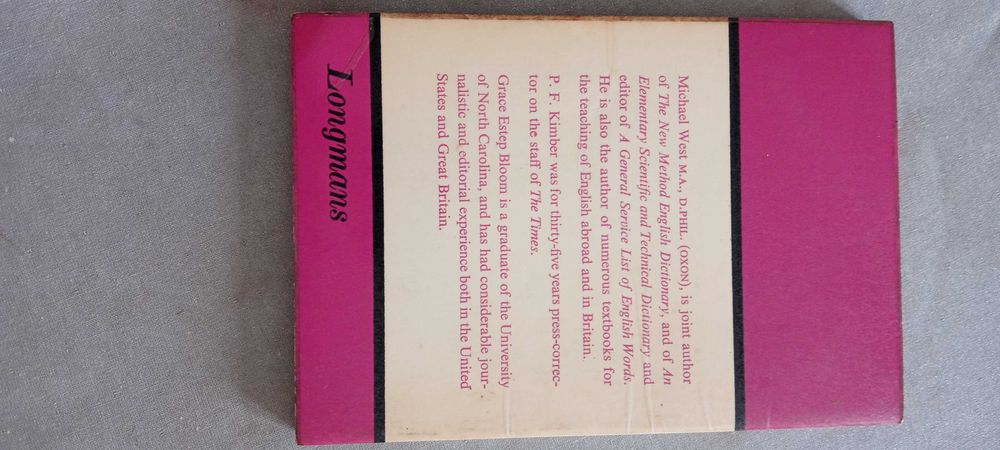 Michael West M.A., D.PHIL. (OXON), is joint author
of The New Method English Dictionary, and of An
Elementary Scientific and Technical Dictionary and
editor of A General Service List of English Words.
He is also the author of numerous textbooks for
the teaching of English abroad and in Britain.
P. F. Kimber was for thirty-five years press-correc-
tor on the staff of The Times.
Grace Estep Bloom is a graduate of the University
of North Carolina, and has had considerable jour-
nalistic and editorial experience both in the United
States and Great Britain.
Longmans